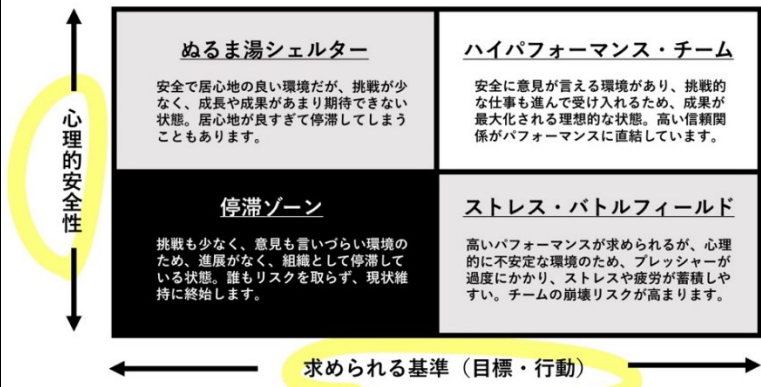 心理的安全性
ぬるま湯シェルター
安全で居心地の良い環境だが、挑戦が少
なく、成長や成果があまり期待できない
状態。居心地が良すぎて停滞してしまう
こともあります。
ハイパフォーマンス・チーム
安全に意見が言える環境があり、挑戦的
な仕事も進んで受け入れるため、成果が
最大化される理想的な状態。高い信頼関
係がパフォーマンスに直結しています。
停滞ゾーン
挑戦も少なく、意見も言いづらい環境の
ため、進展がなく、組織として停滞して
いる状態。誰もリスクを取らず、現状維
持に終始します。
ストレス・バトルフィールド
高いパフォーマンスが求められるが、心理
的に不安定な環境のため、プレッシャーが
過度にかかり、ストレスや疲労が蓄積しや
すい。チームの崩壊リスクが高まります。
求められる基準（目標・行動）